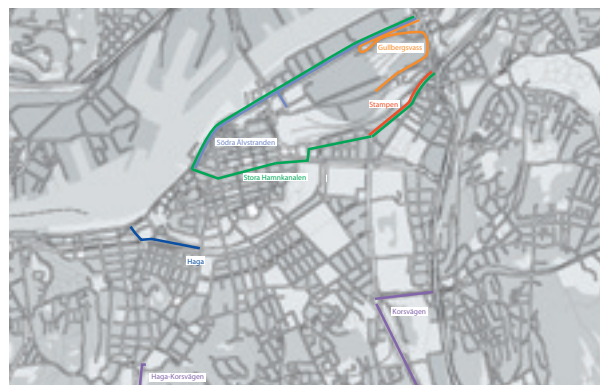 Gullbergsvass
Stampen
Södra Älvstranden
Stora Hamnkanalen
Haga
Korsvägen
Haga-Korsvägen